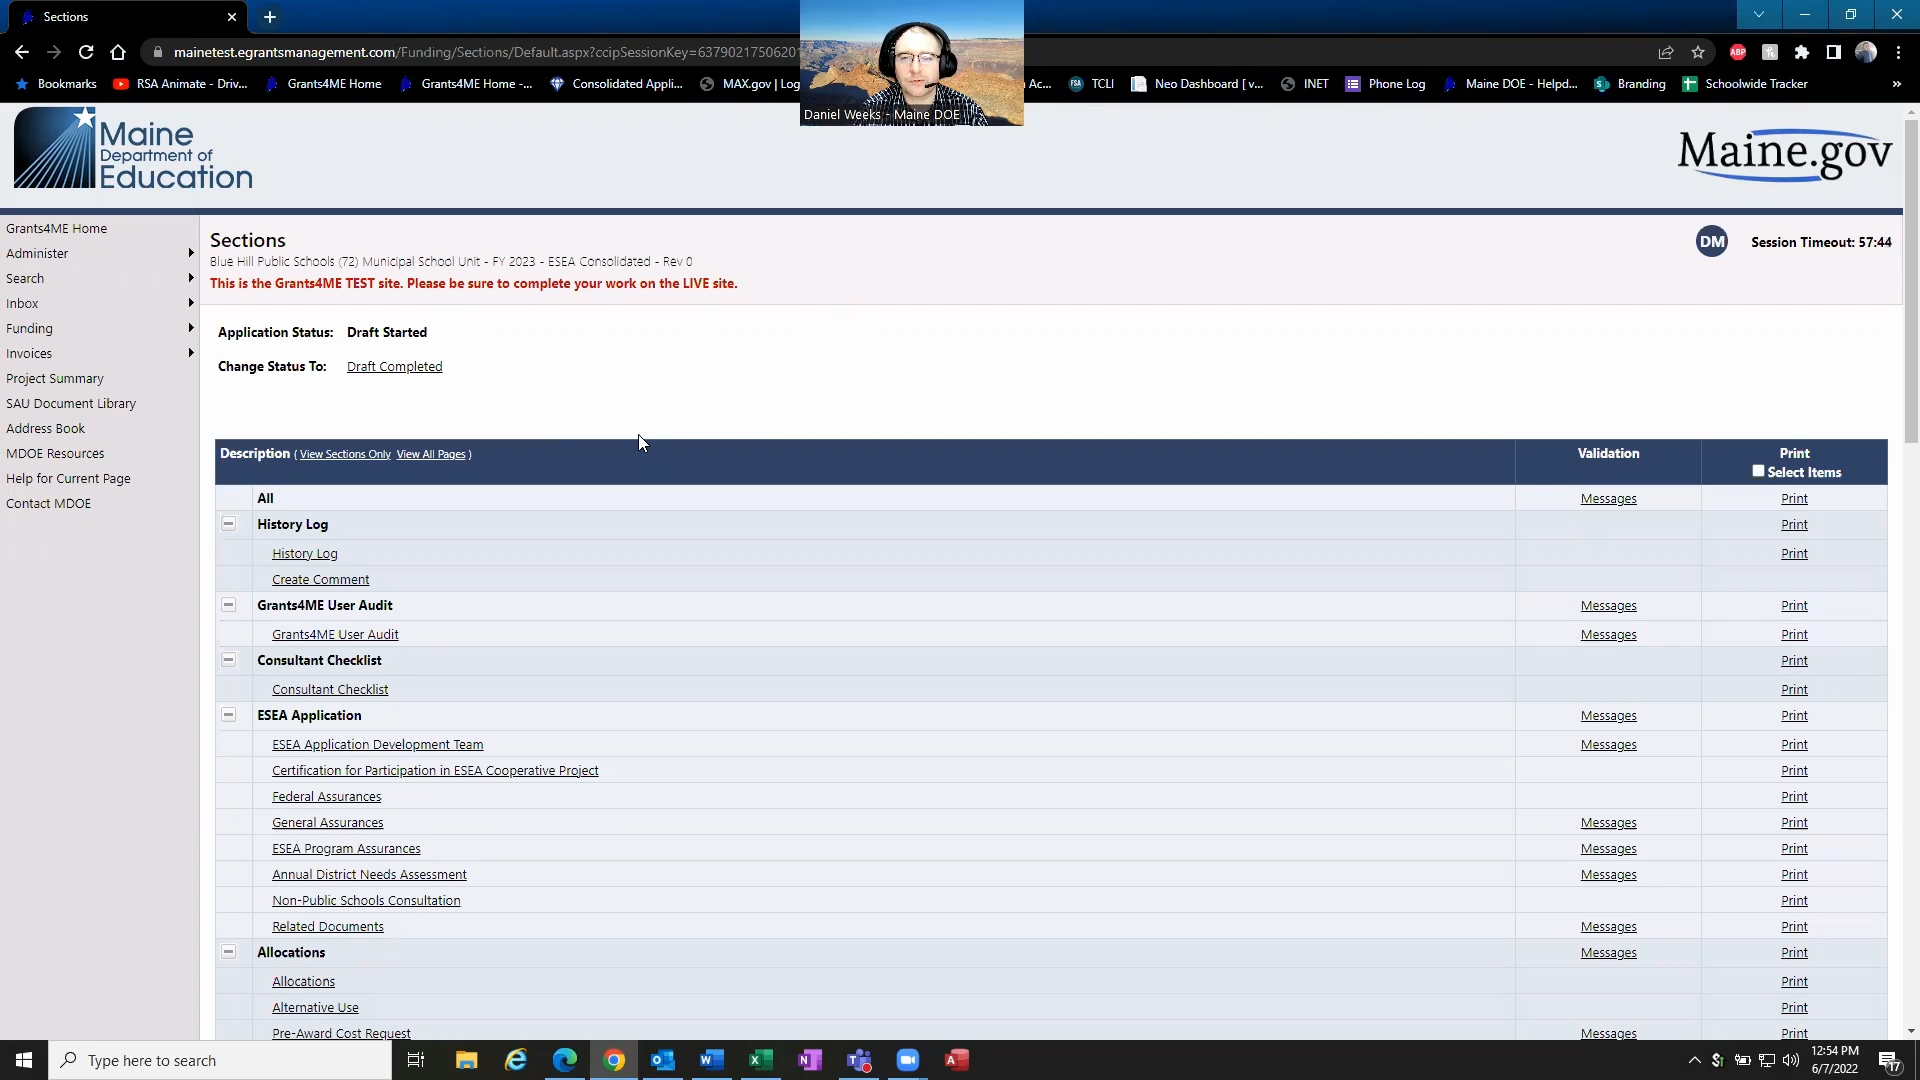 Sections
mainetest.egrantsmanagement.com/Funding/Sections/Default.aspx?ccipSessionKey=63790217506201
Bookmarks
RSA Animate - Driv...
Grants4ME Home
Grants4ME Home -...
Consolidated Appli...
MAX.gov | Log
Ac...
TCLI
Neo Dashboard [ v...
INET
Phone Log
Maine DOE - Helpd...
Branding
Schoolwide Tracker
»
ABP
Daniel Weeks - Maine DOE
Maine
Department of
Education
Maine.gov
Grants4ME Home
Administer
Search
Inbox
Funding
Invoices
Project Summary
SAU Document Library
Address Book
MDOE Resources
Help for Current Page
Contact MDOE
Sections
DM
Session Timeout: 57:44
Blue Hill Public Schools (72) Municipal School Unit - FY 2023 - ESEA Consolidated - Rev 0
This is the Grants4ME TEST site. Please be sure to complete your work on the LIVE site.
Application Status: Draft Started
Change Status To: Draft Completed
Description ( View Sections Only View All Pages ) Validation Print
Select Items
All Messages Print
History Log Print
History Log Print
Create Comment
Grants4ME User Audit Messages Print
Grants4ME User Audit Messages Print
Consultant Checklist Print
Consultant Checklist Print
ESEA Application Messages Print
ESEA Application Development Team Messages Print
Certification for Participation in ESEA Cooperative Project Print
Federal Assurances Print
General Assurances Messages Print
ESEA Program Assurances Messages Print
Annual District Needs Assessment Messages Print
Non-Public Schools Consultation Print
Related Documents Messages Print
Allocations Messages Print
Allocations Print
Alternative Use Print
Pre-Award Cost Request Messages Print
Type here to search
12:54 PM
6/7/2022
17